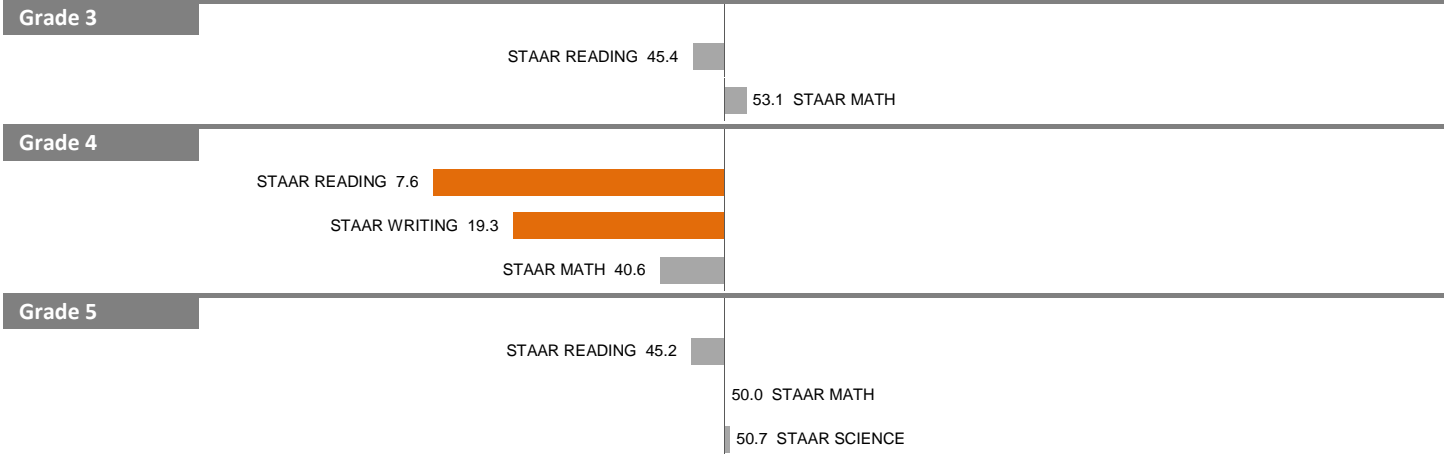 Grade 3
STAAR READING 45.4
53.1 STAAR MATH
Grade 4
STAAR READING 7.6
STAAR WRITING 19.3
STAAR MATH 40.6
Grade 5
STAAR READING 45.2
50.0 STAAR MATH
50.7 STAAR SCIENCE